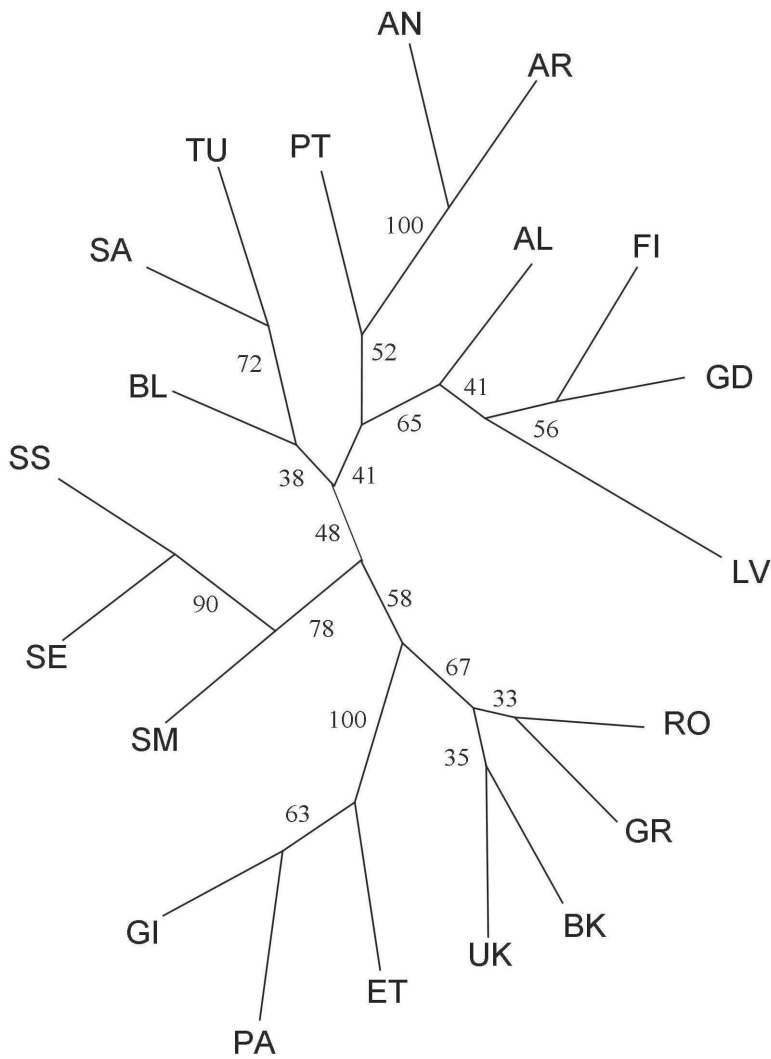 AN
AR
TU
PT
100
AL
FI
SA
52
72
41
GD
BL
65
56
SS
38
41
48
LV
58
90
78
SE
67
33
RO
SM
100
35
GR
63
GI
BK
UK
ET
PA